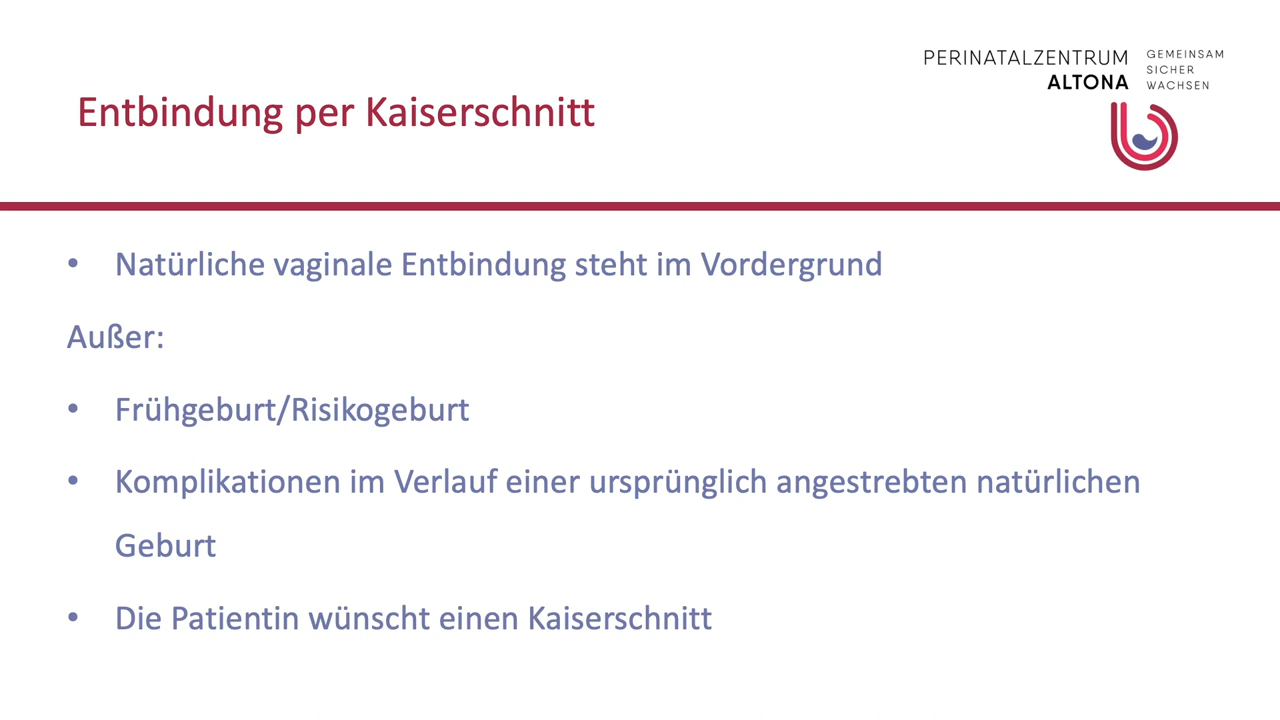 PERINATALZENTRUM
ALTONA
GEMEINSAM
SICHER
WACHSEN
Entbindung per Kaiserschnitt
• Natürliche vaginale Entbindung steht im Vordergrund
Außer:
• Frühgeburt/Risikogeburt
• Komplikationen im Verlauf einer ursprünglich angestrebten natürlichen
Geburt
• Die Patientin wünscht einen Kaiserschnitt